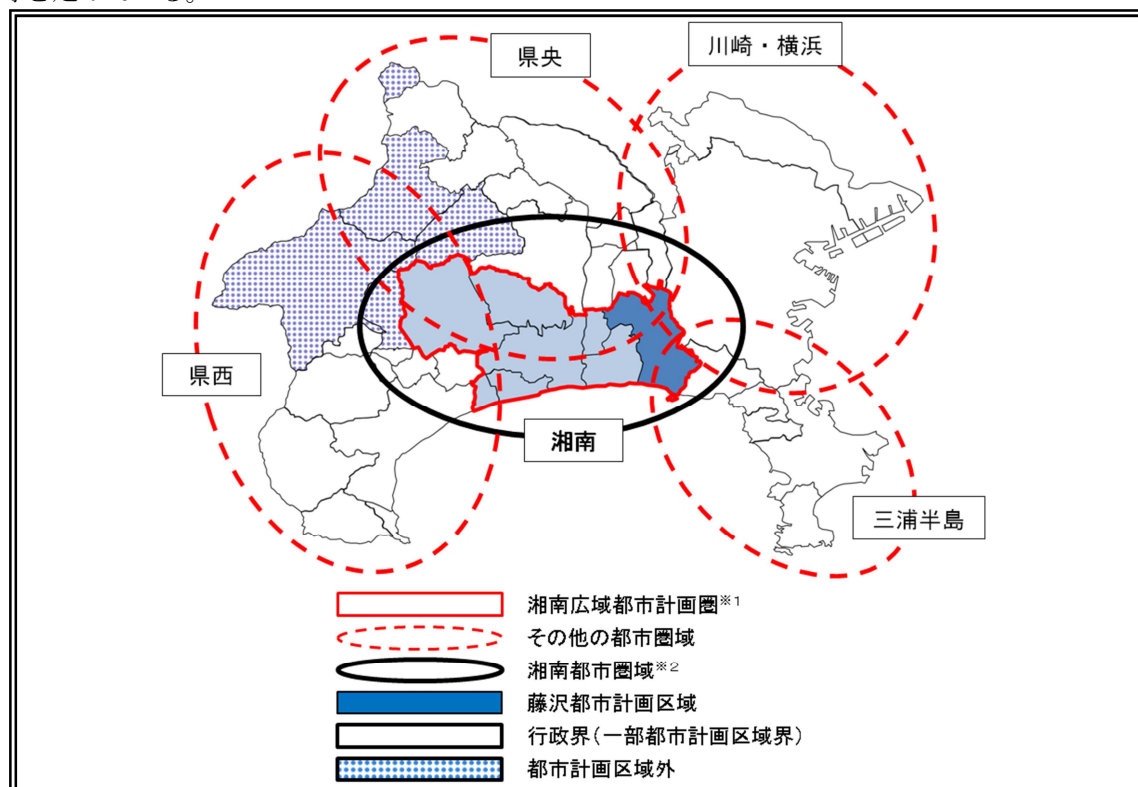 県央
川崎・横浜
県西
湘南
三浦半島
湘南広域都市計画圏※1
その他の都市圏域
湘南都市圏域※2
藤沢都市計画区域
行政界(一部都市計画区域界)
都市計画区域外